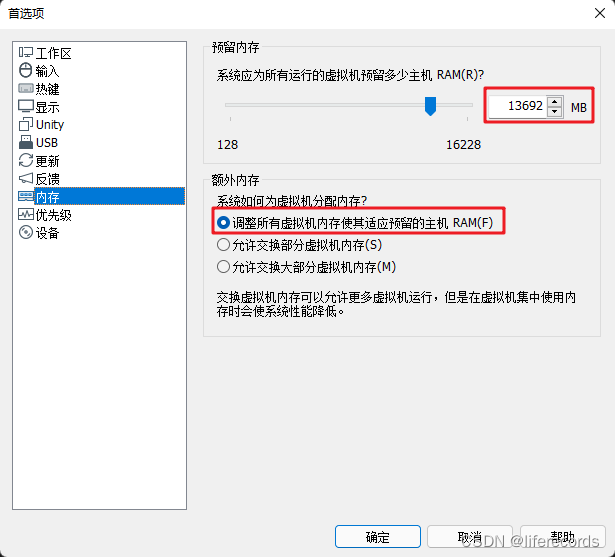 首选项
工作区
输入
热键
显示
Unity
USB
更新
反馈
内存
优先级
设备
预留内存
系统应为所有运行的虚拟机预留多少主机 RAM(R)?
13692 MB
128 16228
额外内存
系统如何为虚拟机分配内存?
调整所有虚拟机内存使其适应预留的主机 RAM(F)
允许交换部分虚拟机内存(S)
允许交换大部分虚拟机内存(M)
交换虚拟机内存可以允许更多虚拟机运行，但是在虚拟机集中使用内
存时会使系统性能降低。
确定 取消 帮助
CSDN @liferecords